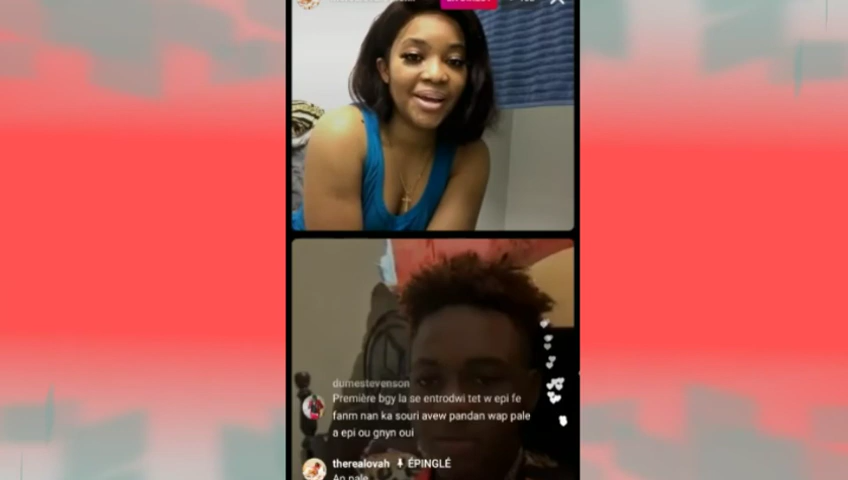 dumestevenson
Première bgy la se entrodwi tet w epi fe
fanm nan ka souri avew pandan wap pale
a epi ou gnyn oui
therealovah ÉPINGLÉ
An pale